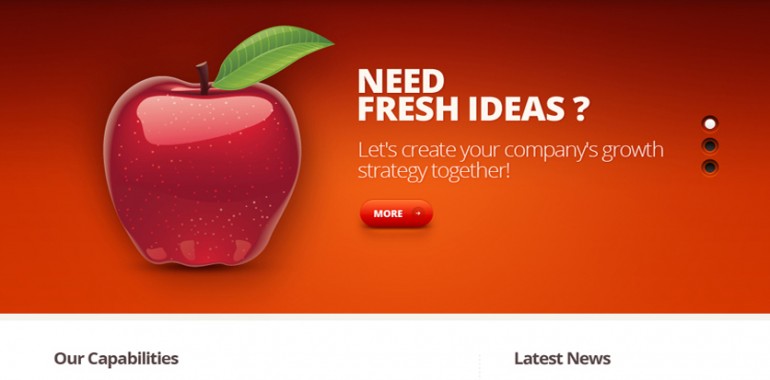 NEED
FRESH IDEAS ?
Let's create your company's growth
strategy together!
MORE
Our Capabilities
Latest News